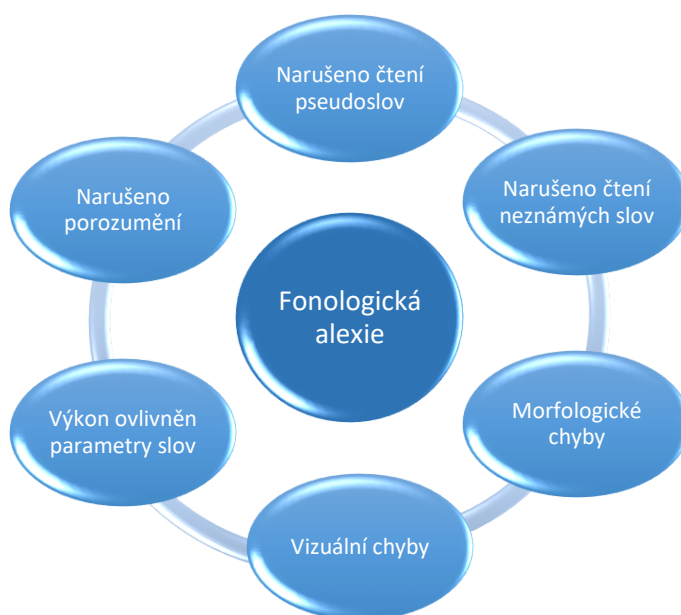 Narušeno čtení
pseudoslov
Narušeno čtení
neznámých slov
Morfologické
chyby
Vizuální chyby
Výkon ovlivněn
parametry slov
Narušeno
porozumění
Fonologická
alexie